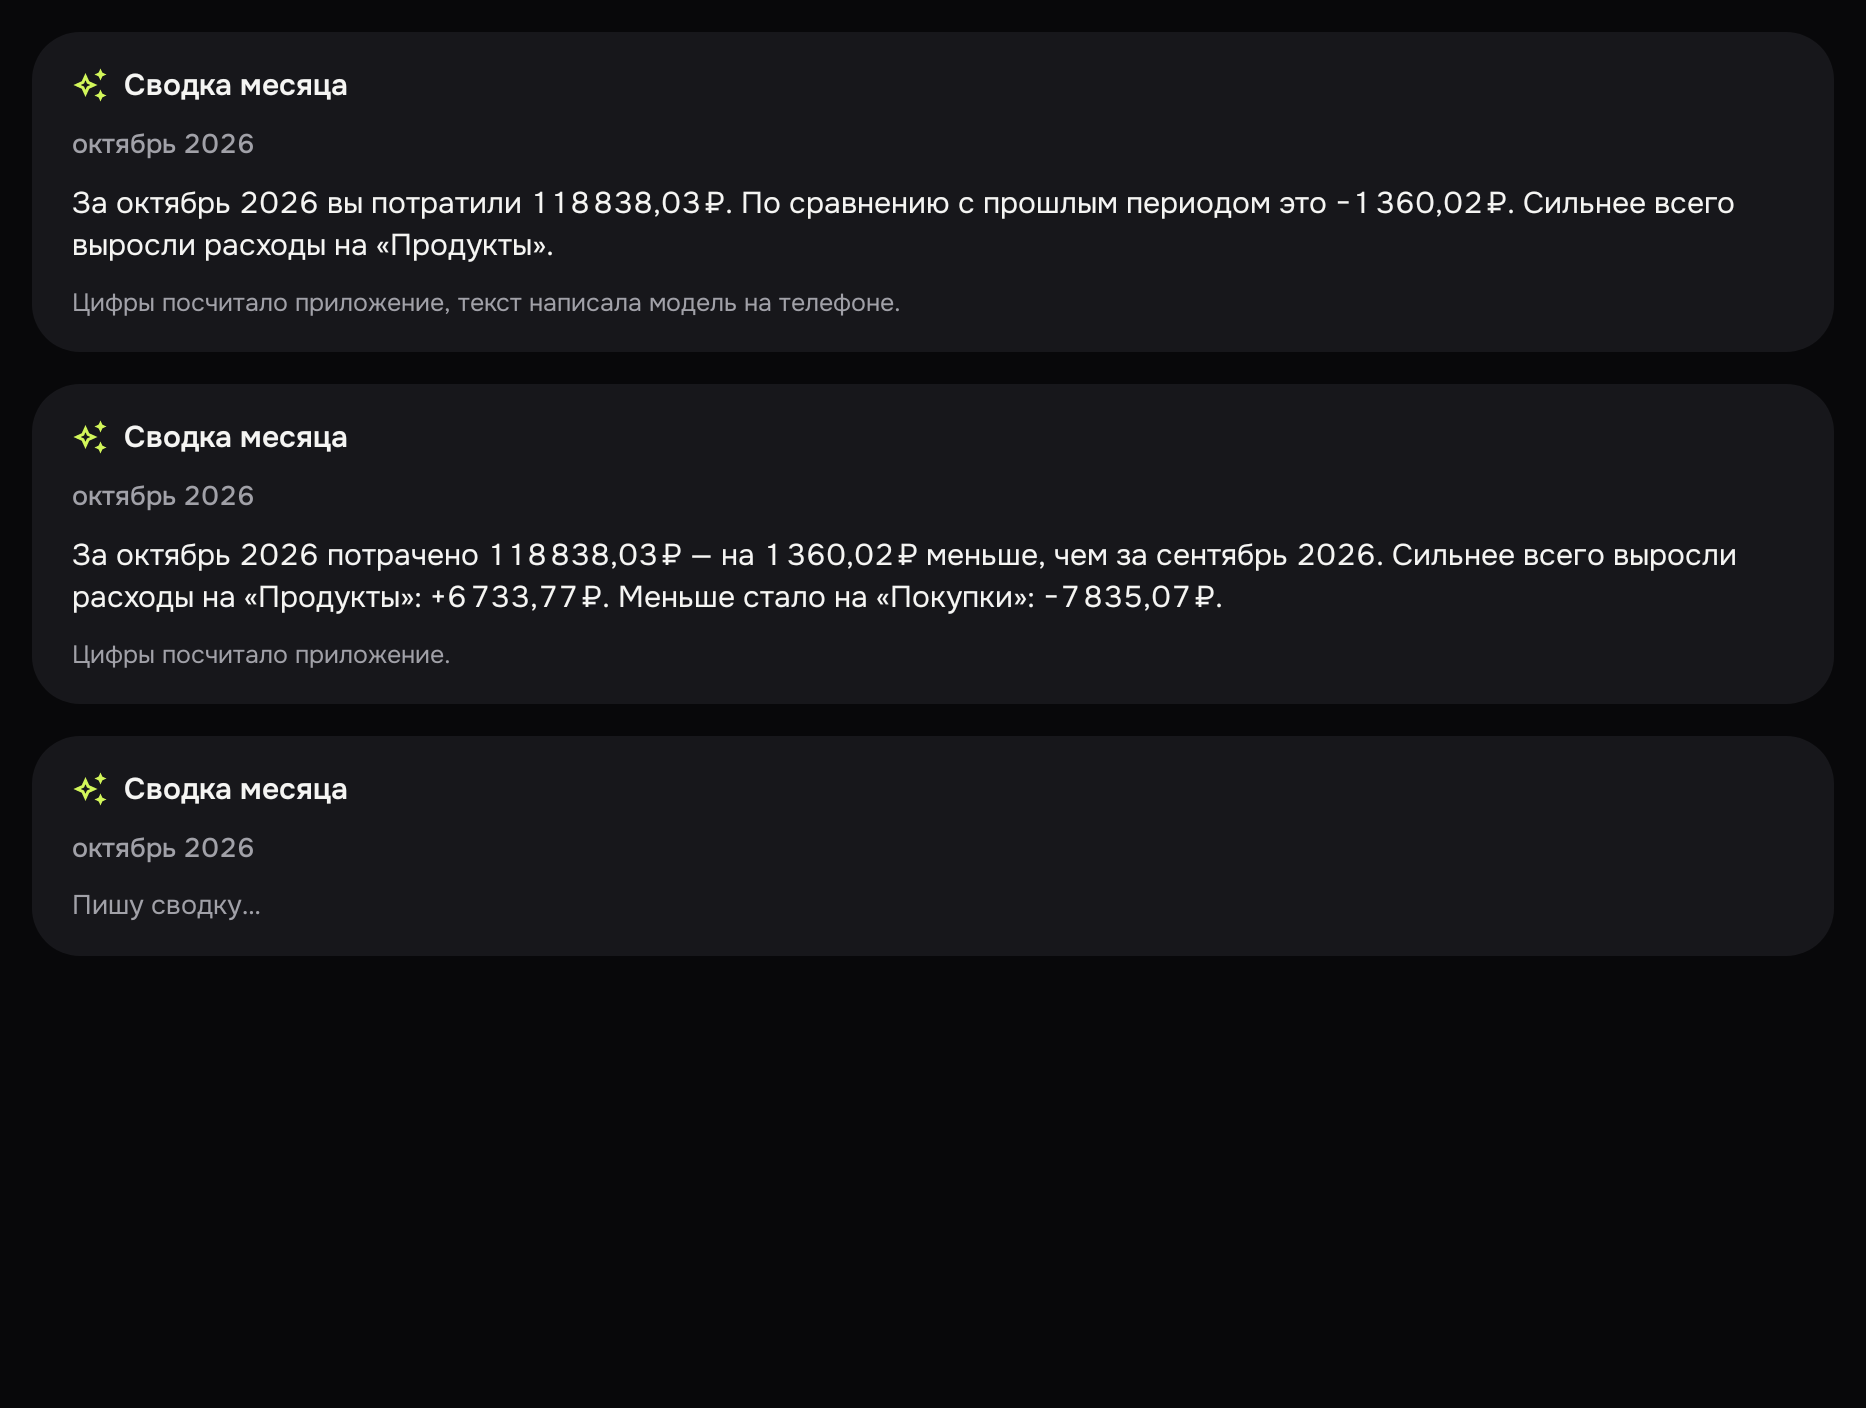 Сводка месяца
октябрь 2026
За октябрь 2026 вы потратили 118 838,03 ₽. По сравнению с прошлым периодом это −1 360,02 ₽. Сильнее всего
выросли расходы на «Продукты».
Цифры посчитало приложение, текст написала модель на телефоне.
Сводка месяца
октябрь 2026
За октябрь 2026 потрачено 118 838,03 ₽ — на 1 360,02 ₽ меньше, чем за сентябрь 2026. Сильнее всего выросли
расходы на «Продукты»: +6 733,77 ₽. Меньше стало на «Покупки»: −7 835,07 ₽.
Цифры посчитало приложение.
Сводка месяца
октябрь 2026
Пишу сводку…